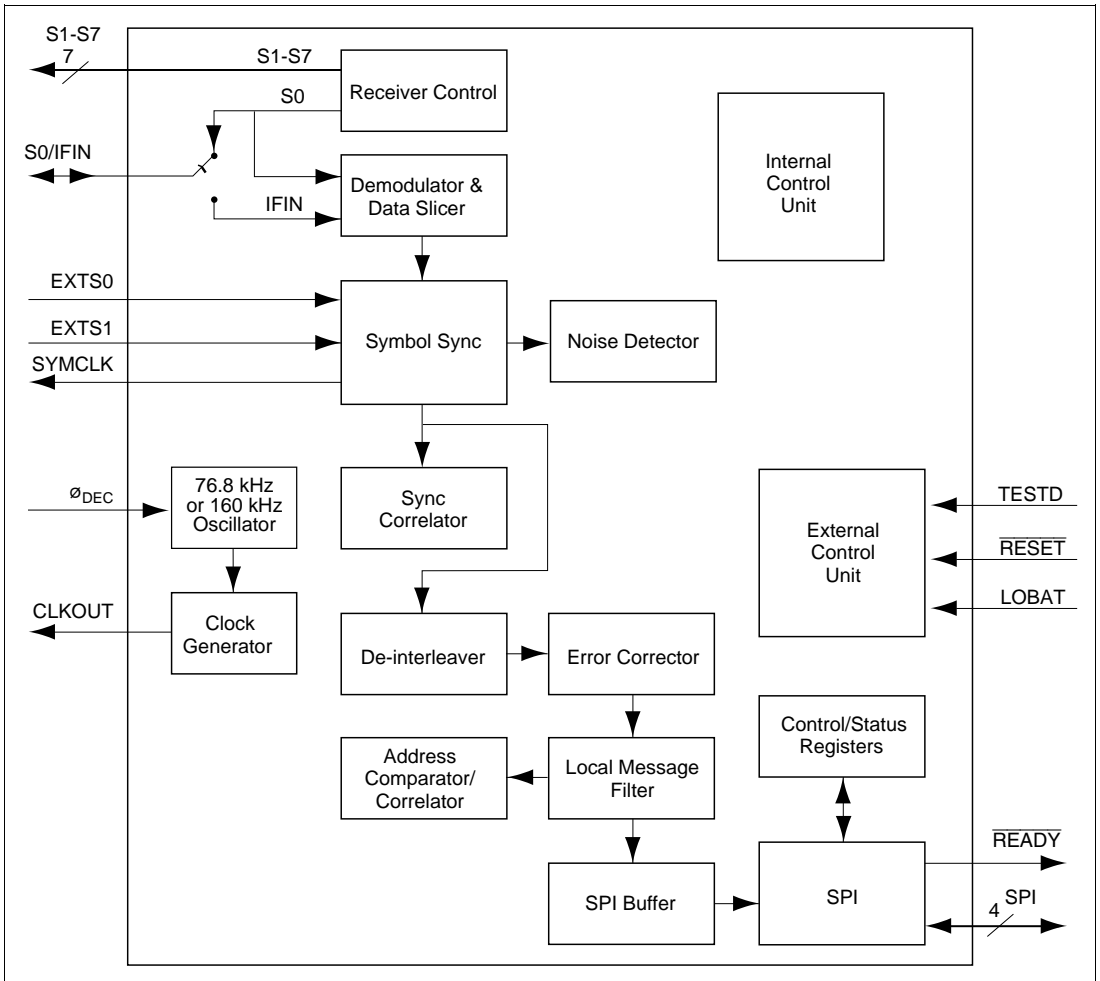 S1-S7
7
S1-S7
Receiver Control
S0
S0/IFIN
Internal
Control
Unit
Demodulator &
Data Slicer
IFIN
EXTS0
EXTS1
Symbol Sync
Noise Detector
SYMCLK
øDEC
76.8 kHz
or 160 kHz
Oscillator
Sync
Correlator
External
Control
Unit
TESTD
RESET
LOBAT
CLKOUT
Clock
Generator
De-interleaver
Error Corrector
Control/Status
Registers
Address
Comparator/
Correlator
Local Message
Filter
READY
SPI Buffer
SPI
4
SPI